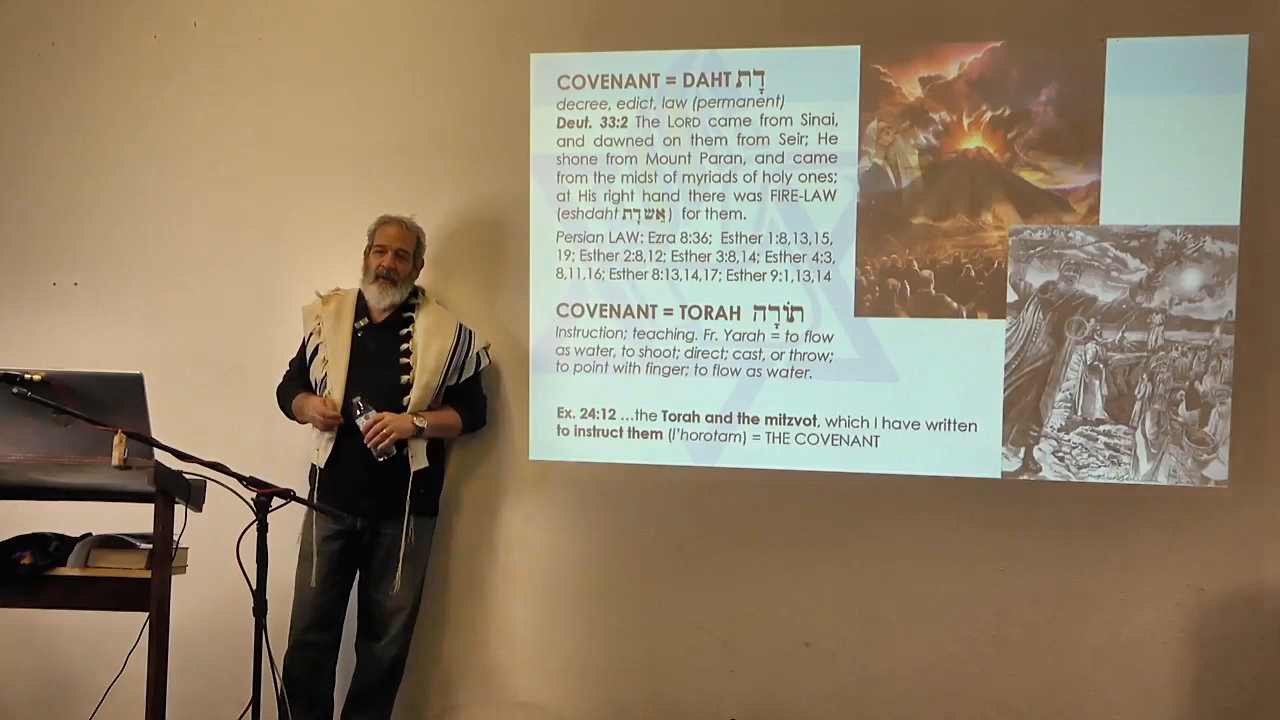 COVENANT = DAHT דָת
decree, edict, law (permanent)
Deut. 33:2 The LORD came from Sinai,
and dawned on them from Seir; He
shone from Mount Paran, and came
from the midst of myriads of holy ones;
at His right hand there was FIRE-LAW
(eshdaht אֵשׁ דָת) for them.
Persian LAW: Ezra 8:36; Esther 1:8,13,15,
19; Esther 2:8,12; Esther 3:8,14; Esther 4:3,
8,11,16; Esther 8:13,14,17; Esther 9:1,13,14
COVENANT = TORAH תּוֹרָה
Instruction; teaching. Fr. Yarah = to flow
as water, to shoot; direct; cast, or throw;
to point with finger; to flow as water.
Ex. 24:12 ...the Torah and the mitzvot, which I have written
to instruct them (l'horotam) = THE COVENANT